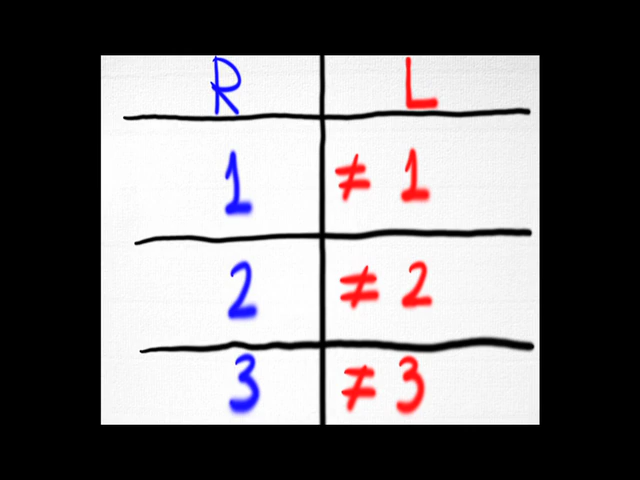 R L
1 ≠ 1
2 ≠ 2
3 ≠ 3